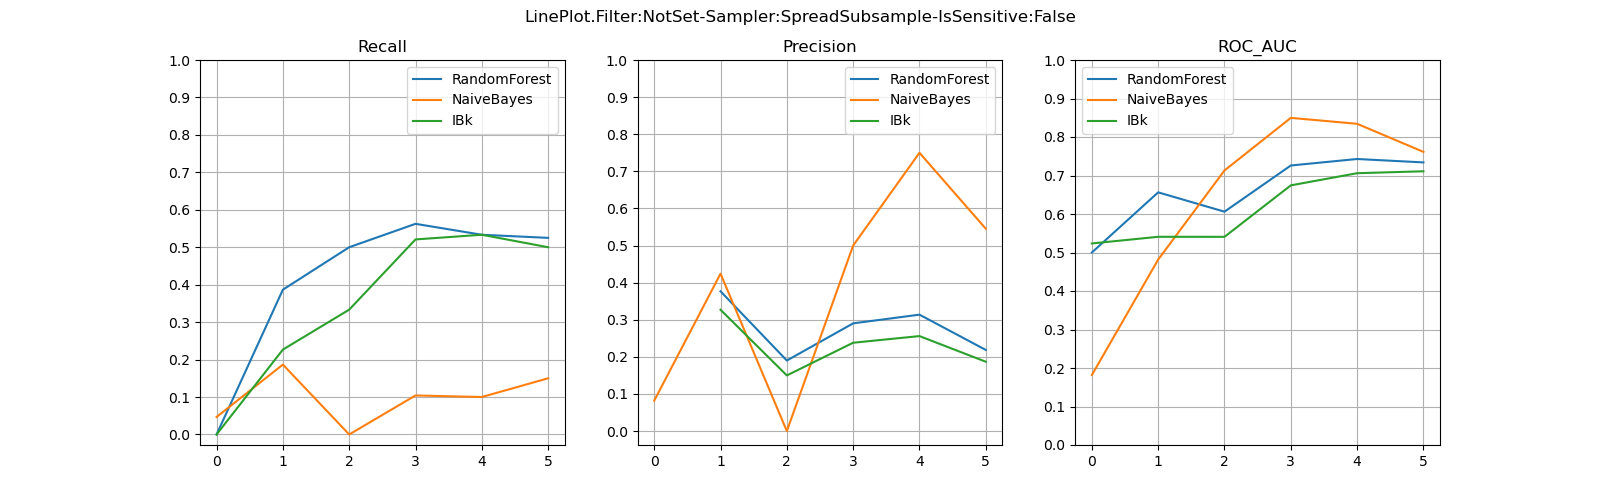 LinePlot.Filter:NotSet-Sampler:SpreadSubsample-IsSensitive:False
Recall
1.0
0.9
0.8
0.7
0.6
0.5
0.4
0.3
0.2
0.1
0.0
0 1 2 3 4 5
RandomForest
NaiveBayes
IBk
Precision
1.0
0.9
0.8
0.7
0.6
0.5
0.4
0.3
0.2
0.1
0.0
0 1 2 3 4 5
RandomForest
NaiveBayes
IBk
ROC_AUC
1.0
0.9
0.8
0.7
0.6
0.5
0.4
0.3
0.2
0.1
0.0
0 1 2 3 4 5
RandomForest
NaiveBayes
IBk